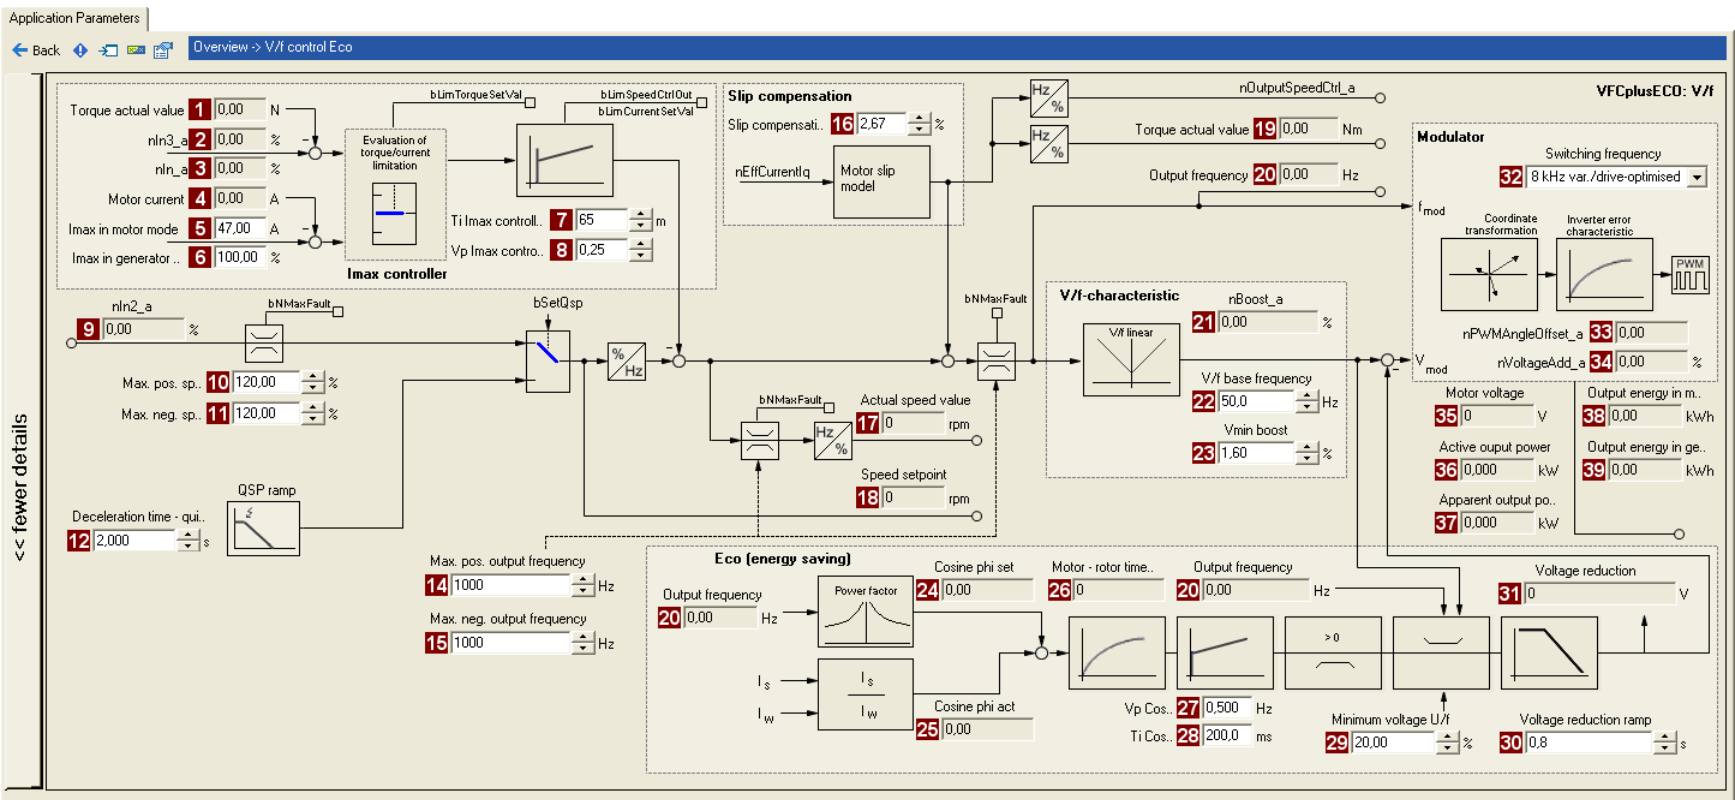 Application Parameters
Back
Overview -> V/f control Eco
<< fewer details
VFCplusECO: V/f
Torque actual value 1 0,00 N
nIn3_a 2 0,00 %
nIn_a 3 0,00 %
Motor current 4 0,00 A
Imax in motor mode 5 47,00 A
Imax in generator .. 6 100,00 %
bLimTorqueSetVal
bLimSpeedCtrlOut
bLimCurrentSetVal
Evaluation of
torque/current
limitation
Ti Imax controll.. 7 65 m
Vp Imax contro.. 8 0,25
Imax controller
Slip compensation
Slip compensati.. 16 2,67 %
nEffCurrentIq
Motor slip
model
Hz
%
nOutputSpeedCtrl_a
Hz
%
Torque actual value 19 0,00 Nm
Output frequency 20 0,00 Hz
Modulator
Switching frequency
32 8 kHz var./drive-optimised
fmod
Coordinate
transformation
Inverter error
characteristic
PWM
nPWMAngleOffset_a 33 0,00
nVoltageAdd_a 34 0,00 %
Vmod
nIn2_a
9 0,00 %
bNMaxFault
bSetQsp
%
Hz
Max. pos. sp.. 10 120,00 %
Max. neg. sp.. 11 120,00 %
bNMaxFault
V/f-characteristic
V/f linear
nBoost_a
21 0,00 %
V/f base frequency
22 50,0 Hz
Vmin boost
23 1,60 %
bNMaxFault
Hz
%
Actual speed value
17 0 rpm
Speed setpoint
18 0 rpm
Motor voltage
35 0 V
Output energy in m..
38 0,00 kWh
Active ouput power
36 0,000 kW
Output energy in ge..
39 0,00 kWh
Apparent output po..
37 0,000 kW
QSP ramp
Deceleration time - qui..
12 2,000 s
Max. pos. output frequency
14 1000 Hz
Max. neg. output frequency
15 1000 Hz
Eco (energy saving)
Output frequency
20 0,00 Hz
Power factor
Cosine phi set
24 0,00
Motor - rotor time..
26 0
Output frequency
20 0,00 Hz
Voltage reduction
31 0 V
> 0
Is
Iw
Is
Iw
Cosine phi act
25 0,00
Vp Cos.. 27 0,500 Hz
Ti Cos.. 28 200,0 ms
Minimum voltage U/f
29 20,00 %
Voltage reduction ramp
30 0,8 s